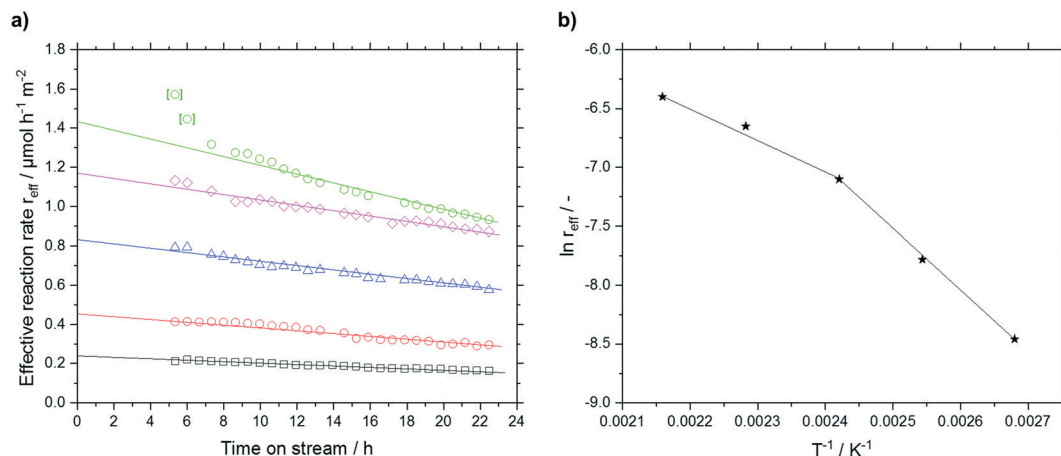 a)
Effective reaction rate r_eff / µmol h⁻¹ m⁻²
1.8
1.6
1.4
1.2
1.0
0.8
0.6
0.4
0.2
0.0
[ ]
[ ]
0 2 4 6 8 10 12 14 16 18 20 22 24
Time on stream / h
b)
ln r_eff / -
-6.0
-6.5
-7.0
-7.5
-8.0
-8.5
-9.0
0.0021 0.0022 0.0023 0.0024 0.0025 0.0026 0.0027
T⁻¹ / K⁻¹